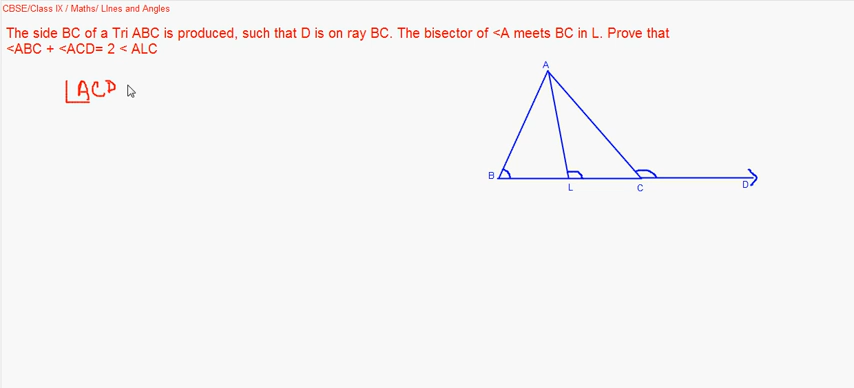 CBSE/Class IX / Maths/ LInes and Angles
The side BC of a Tri ABC is produced, such that D is on ray BC. The bisector of <A meets BC in L. Prove that
<ABC + <ACD= 2 < ALC
∠ACD
A
B
L
C
D